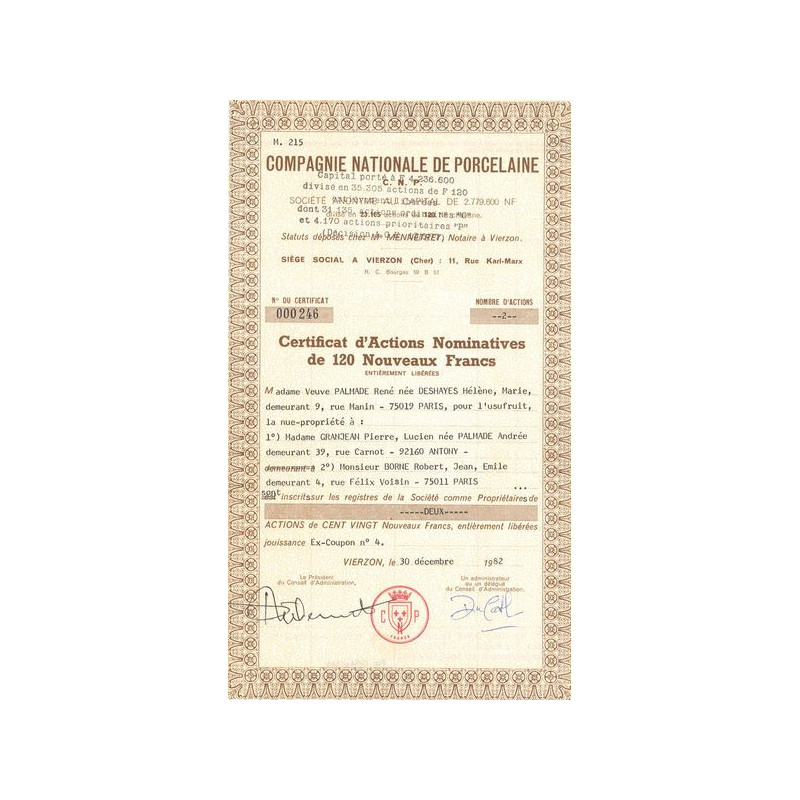 M. 215
COMPAGNIE NATIONALE DE PORCELAINE
C. N. P.
Capital porté à F 4.236.600
divisé en 35.305 actions de F 120
SOCIÉTÉ ANONYME AU CAPITAL DE 2.779.600 NF
dont 31.135 actions ordinaires "O"
et 4.170 actions prioritaires "P"
Statuts déposés chez Me MENNETREY Notaire à Vierzon.
SIÈGE SOCIAL A VIERZON (Cher) : 11, Rue Karl-Marx
R. C. Bourges 59 B 51
N° DU CERTIFICAT
NOMBRE D'ACTIONS
000246
--2--
Certificat d'Actions Nominatives
de 120 Nouveaux Francs
ENTIÈREMENT LIBÉRÉES
Madame Veuve PALMADE René née DESHAYES Hélène, Marie,
demeurant 9, rue Manin - 75019 PARIS, pour l'usufruit,
la nue-propriété à :
1°) Madame GRANJEAN Pierre, Lucien née PALMADE Andrée
demeurant 39, rue Carnot - 92160 ANTONY -
demeurant à 2°) Monsieur BORNE Robert, Jean, Emile
demeurant 4, rue Félix Voisin - 75011 PARIS ...
sont inscrits sur les registres de la Société comme Propriétaires de
-----DEUX-----
ACTIONS de CENT VINGT Nouveaux Francs, entièrement libérées
jouissance Ex-Coupon n° 4.
VIERZON, le 30 décembre 1982
Le Président
du Conseil d'Administration,
Un administrateur
ou un délégué
du Conseil d'Administration.
C P
FRANCE